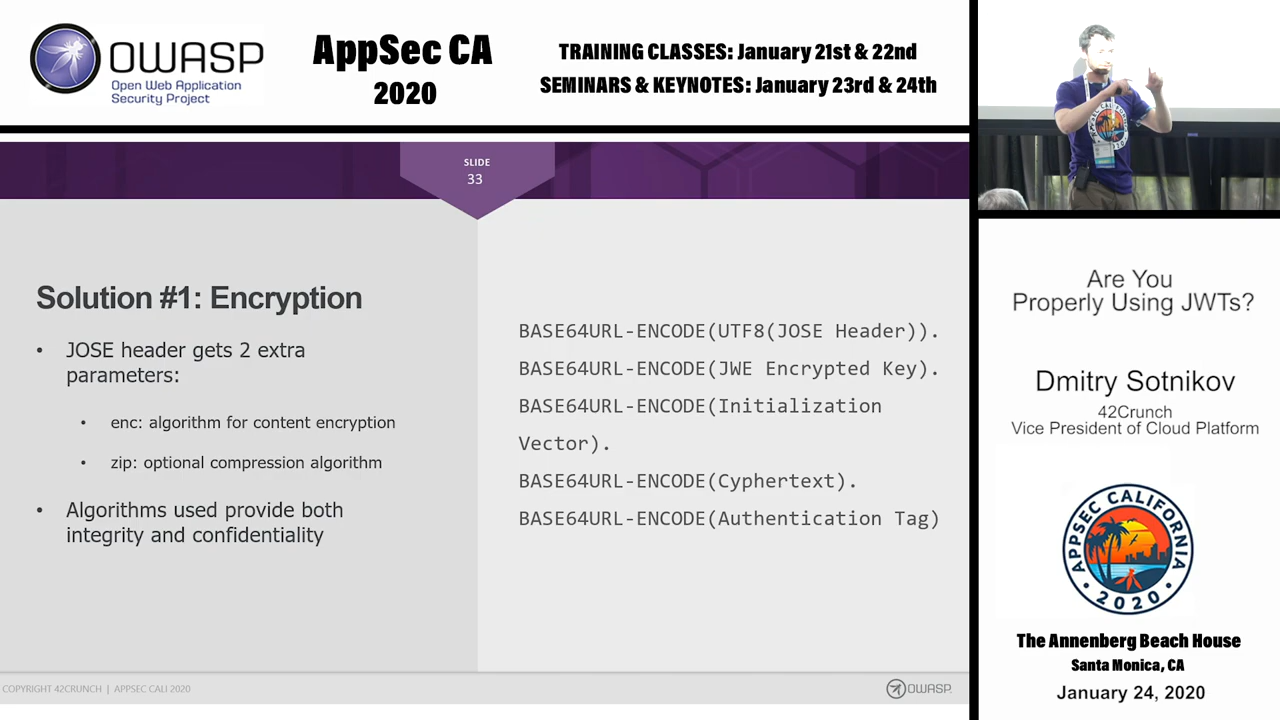 OWASP
Open Web Application
Security Project
AppSec CA
2020
TRAINING CLASSES: January 21st & 22nd
SEMINARS & KEYNOTES: January 23rd & 24th
SLIDE
33
Solution #1: Encryption
• JOSE header gets 2 extra
parameters:
• enc: algorithm for content encryption
• zip: optional compression algorithm
• Algorithms used provide both
integrity and confidentiality
BASE64URL-ENCODE(UTF8(JOSE Header)).
BASE64URL-ENCODE(JWE Encrypted Key).
BASE64URL-ENCODE(Initialization
Vector).
BASE64URL-ENCODE(Cyphertext).
BASE64URL-ENCODE(Authentication Tag)
COPYRIGHT 42CRUNCH | APPSEC CALI 2020
OWASP.
Are You
Properly Using JWTs?
Dmitry Sotnikov
42Crunch
Vice President of Cloud Platform
APPSEC CALIFORNIA
• 2020 •
The Annenberg Beach House
Santa Monica, CA
January 24, 2020